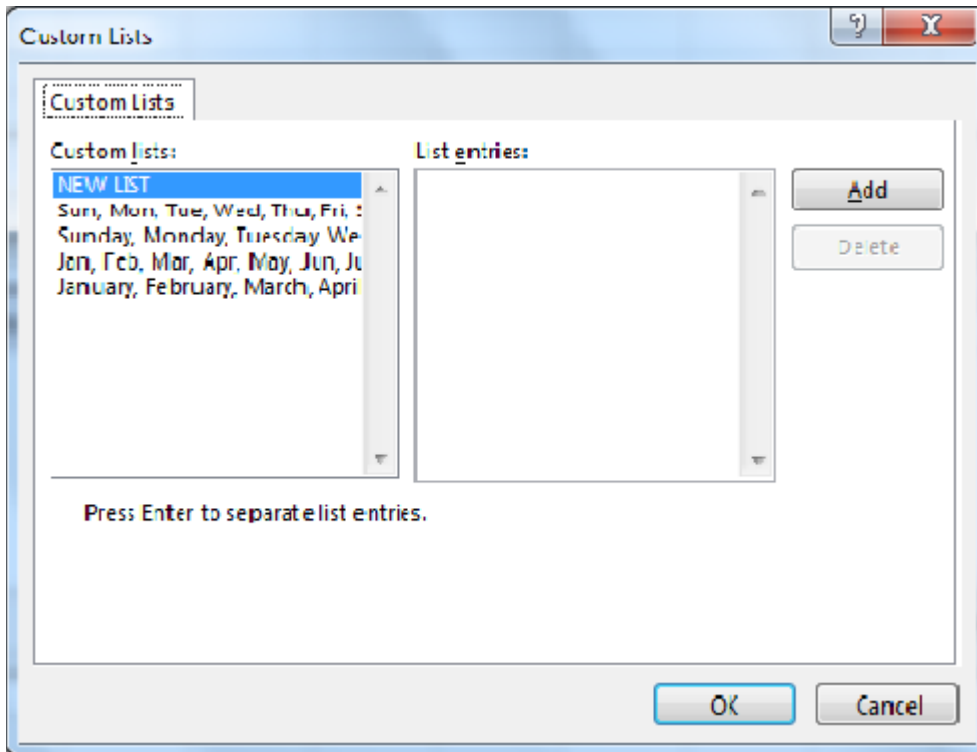 Custom Lists
Custom Lists
Custom lists:
NEW LIST
Sun, Mon, Tue, Wed, Thu, Fri, S
Sunday, Monday, Tuesday, We
Jan, Feb, Mar, Apr, May, Jun, Ju
January, February, March, April
List entries:
Add
Delete
Press Enter to separate list entries.
OK
Cancel